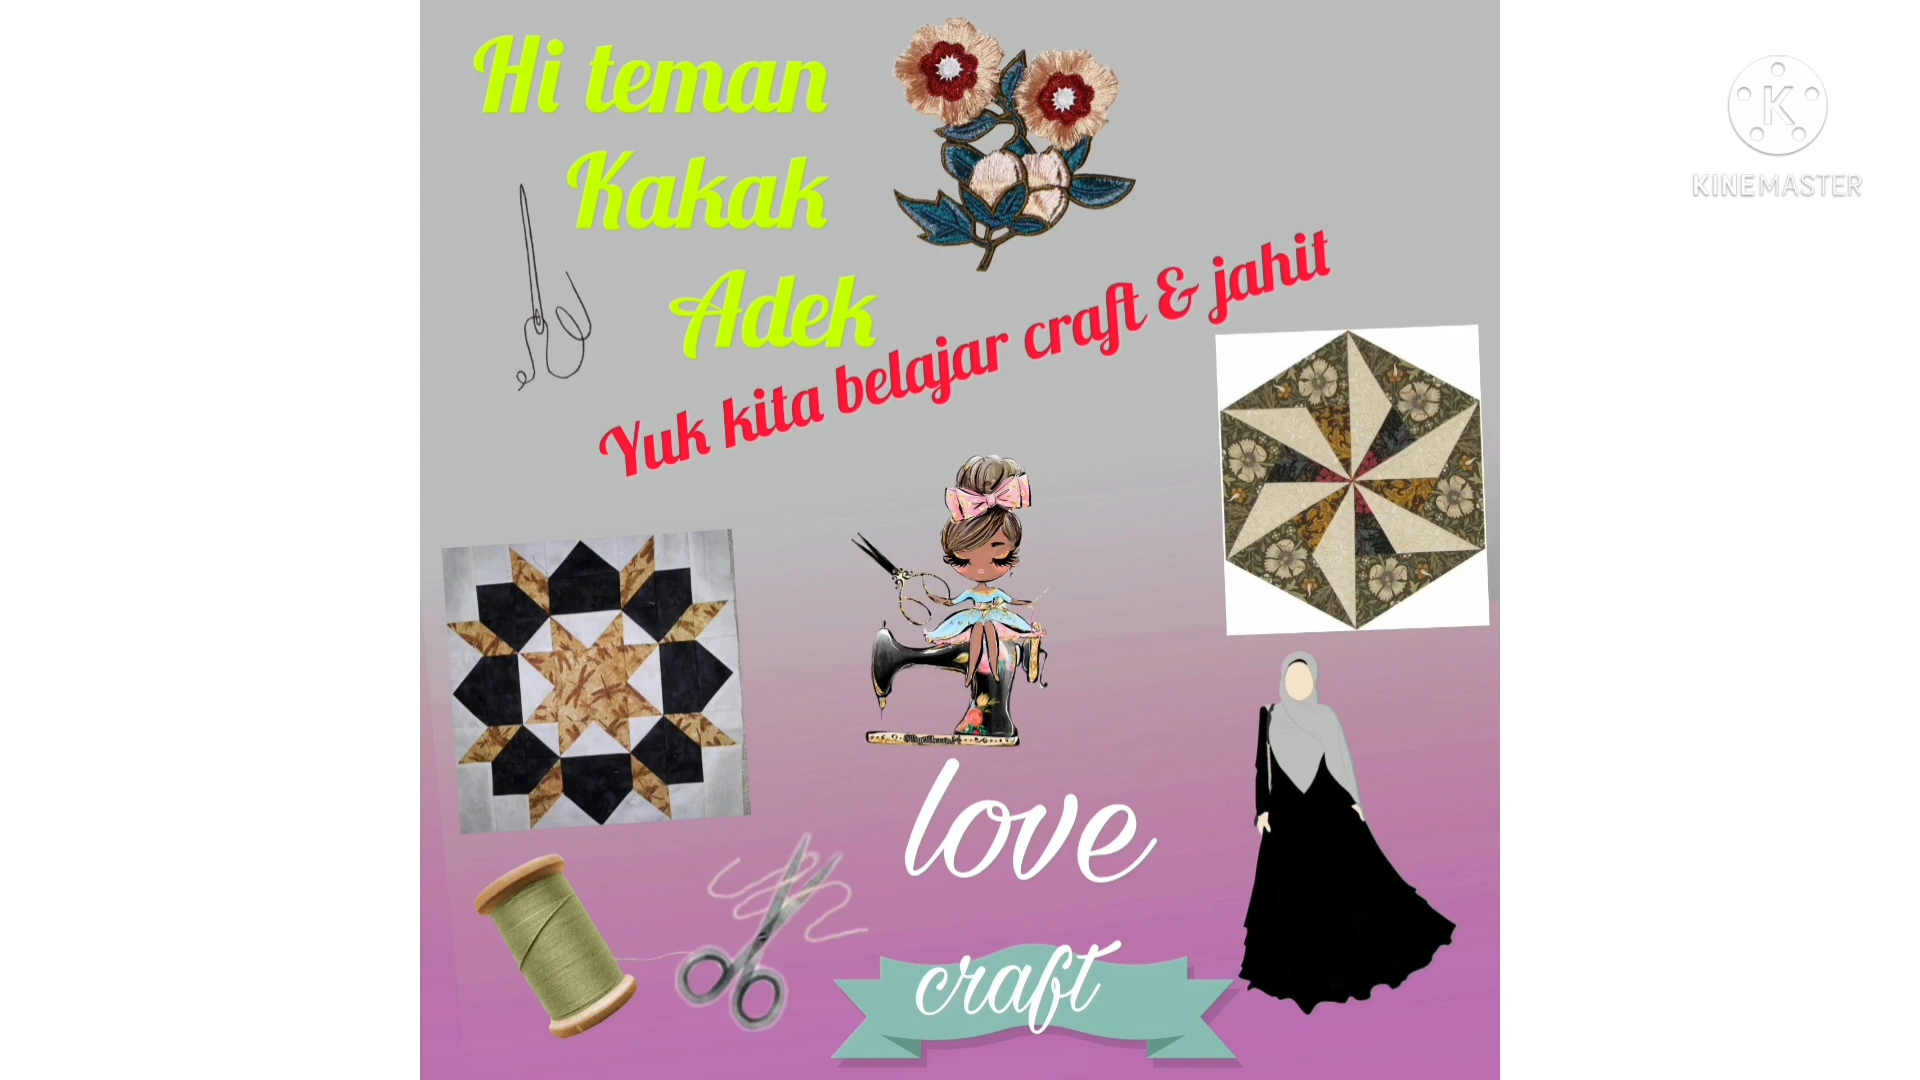 Hi teman
Kakak
Adek
Yuk kita belajar craft & jahit
love
craft
K
KINEMASTER